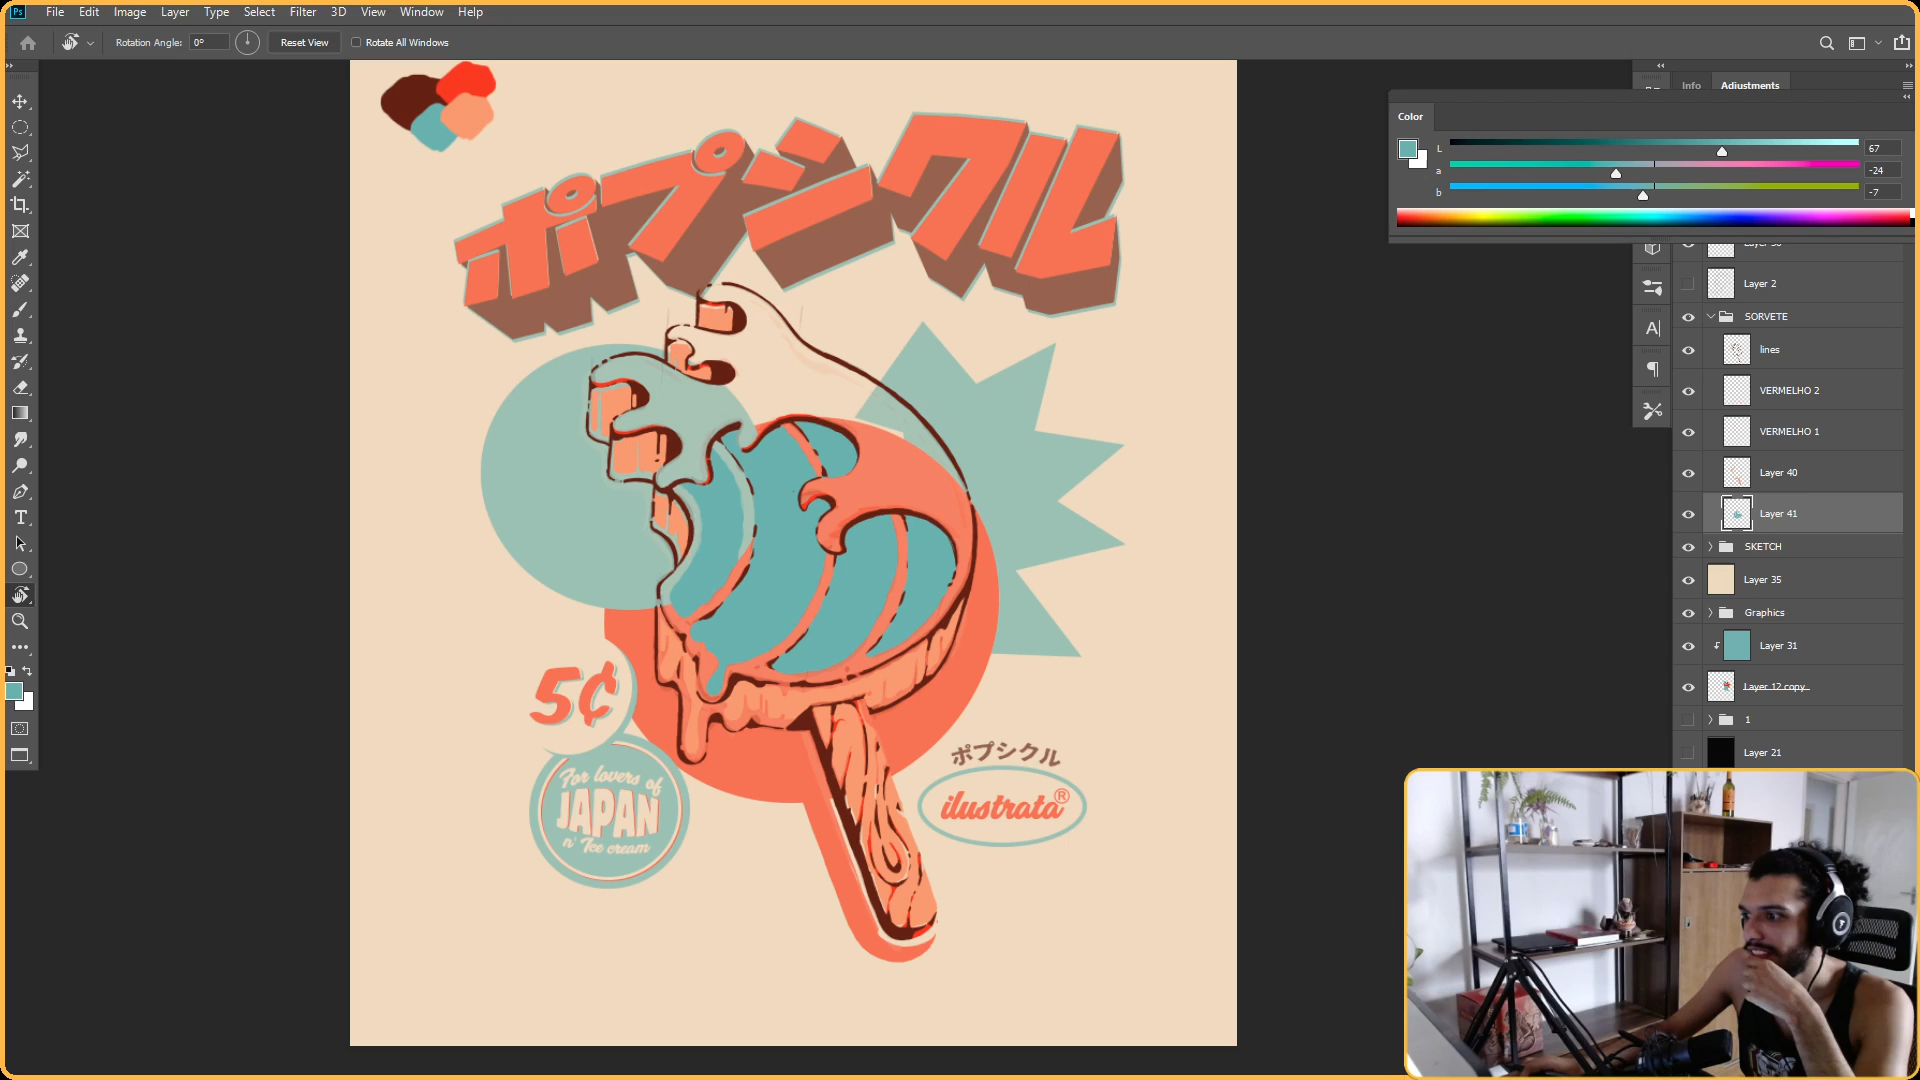 Ps File Edit Image Layer Type Select Filter 3D View Window Help
Rotation Angle: 0° Reset View Rotate All Windows
Info Adjustments
Color
L 67
a -24
b -7
Layer 2
SORVETE
lines
VERMELHO 2
VERMELHO 1
Layer 40
Layer 41
SKETCH
Layer 35
Graphics
Layer 31
Layer 12 copy
1
Layer 21
ポプシクル
5¢
For lovers of
JAPAN
n' Ice cream
ポプシクル
ilustrata®